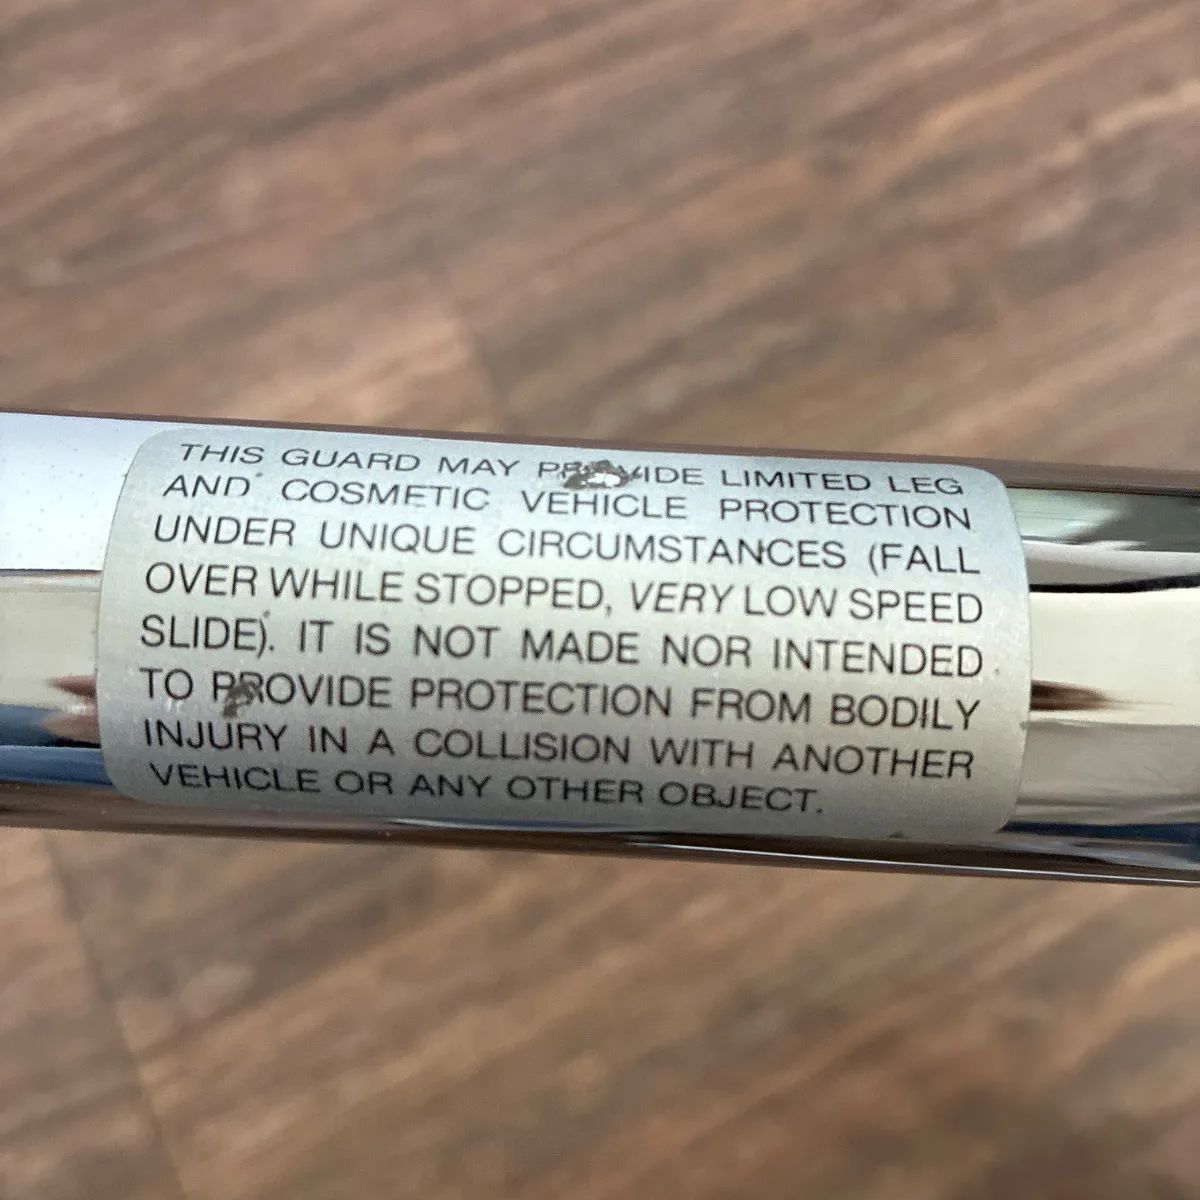 THIS GUARD MAY PROVIDE LIMITED LEG
AND COSMETIC VEHICLE PROTECTION
UNDER UNIQUE CIRCUMSTANCES (FALL
OVER WHILE STOPPED, VERY LOW SPEED
SLIDE). IT IS NOT MADE NOR INTENDED
TO PROVIDE PROTECTION FROM BODILY
INJURY IN A COLLISION WITH ANOTHER
VEHICLE OR ANY OTHER OBJECT.